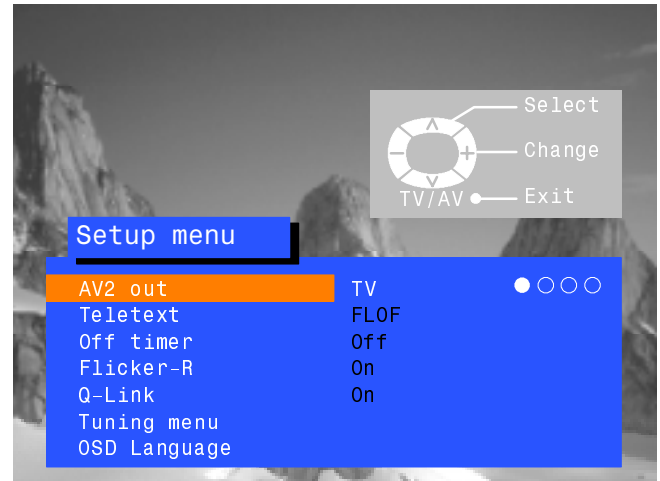 Select
Change
TV/AV Exit
Setup menu
AV2 out TV
Teletext FLOF
Off timer Off
Flicker-R On
Q-Link On
Tuning menu
OSD Language